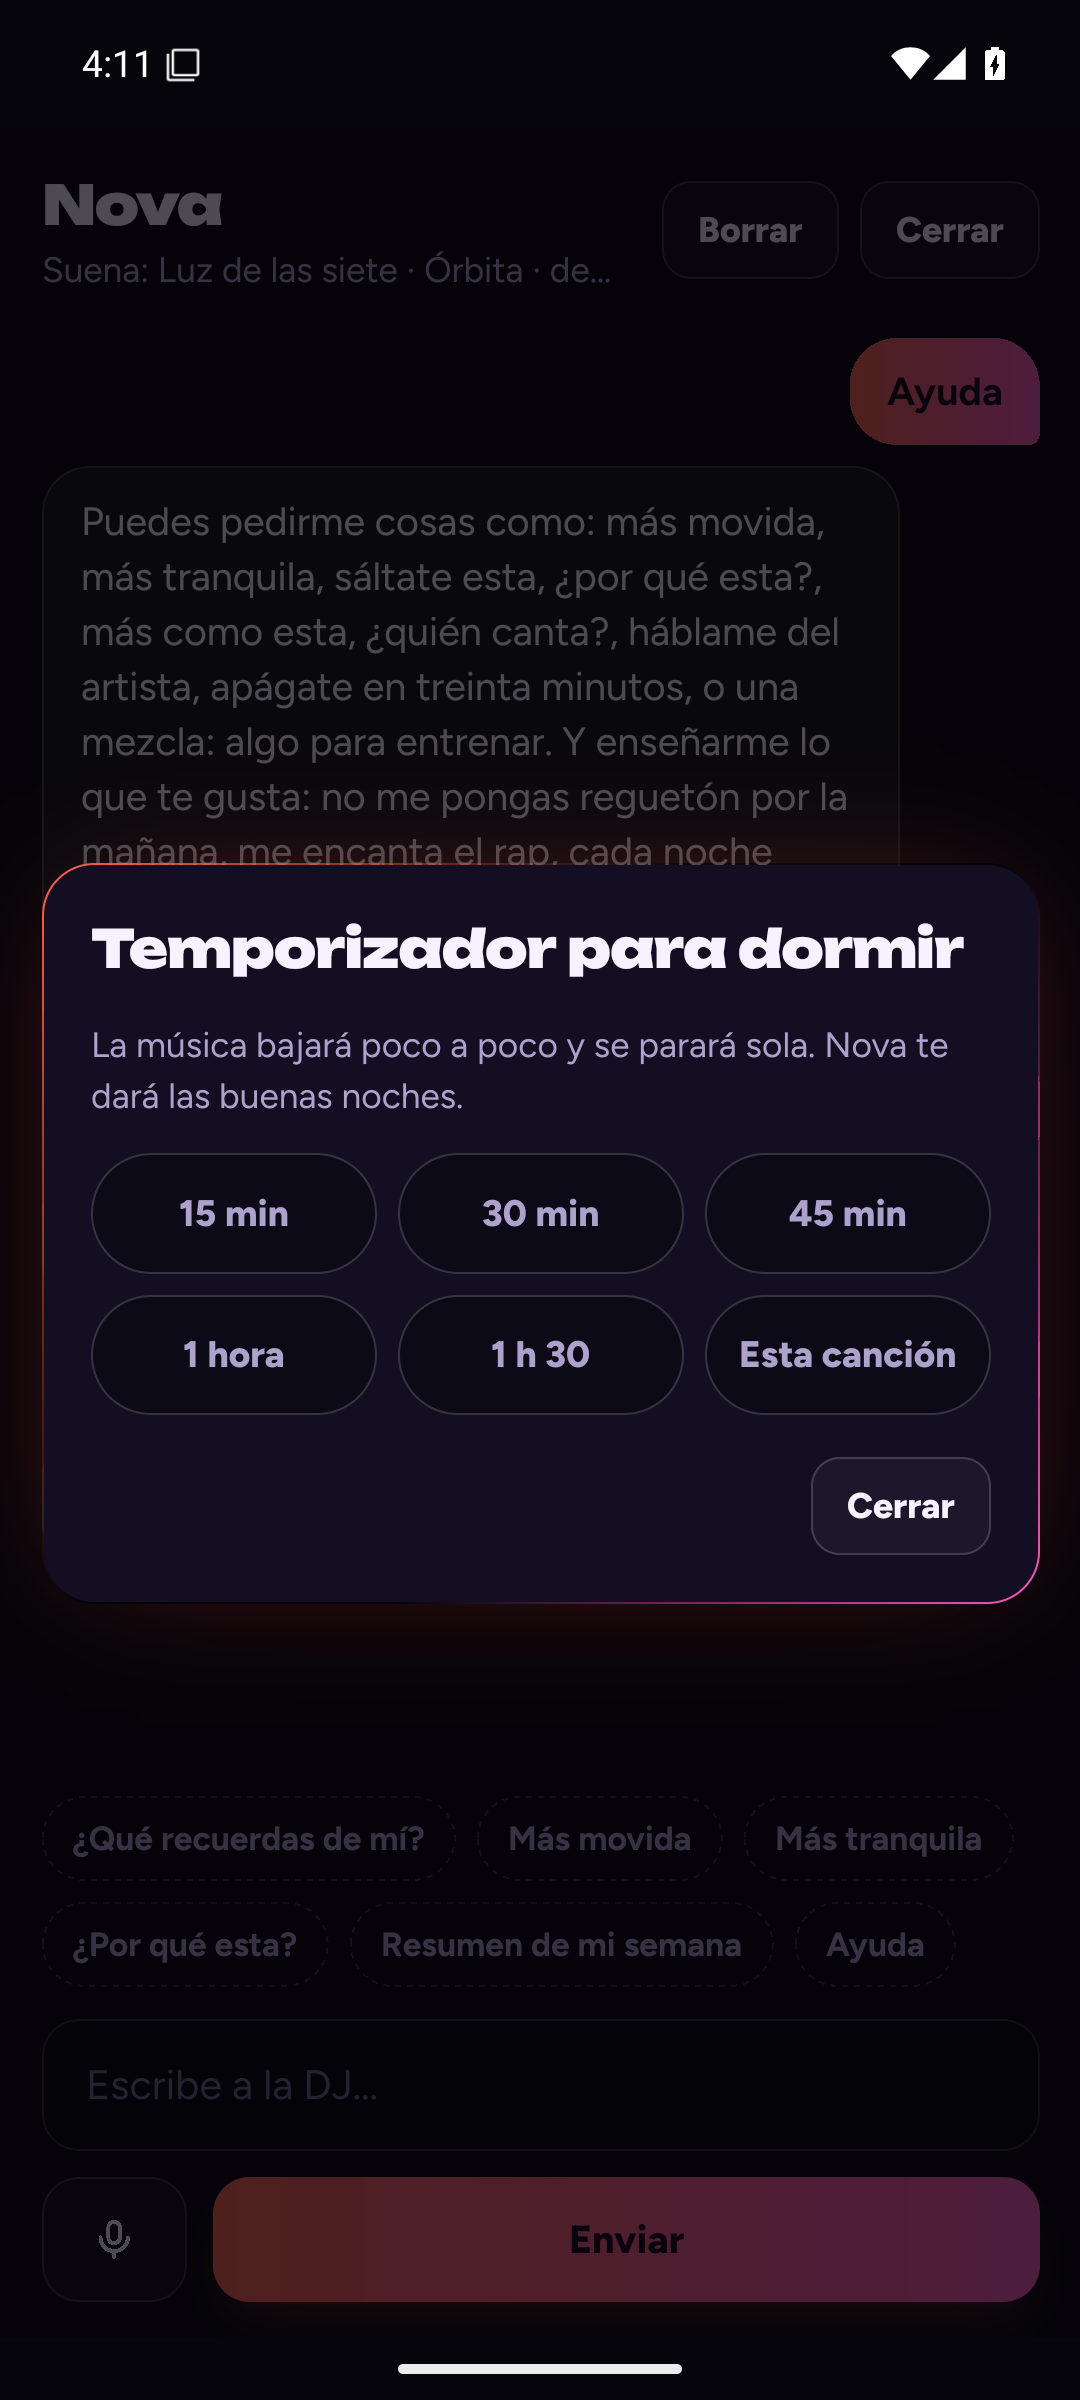 4:11
Nova
Borrar
Cerrar
Suena: Luz de las siete · Órbita · de...
Ayuda
Puedes pedirme cosas como: más movida,
más tranquila, sáltate esta, ¿por qué esta?,
más como esta, ¿quién canta?, háblame del
artista, apágate en treinta minutos, o una
mezcla: algo para entrenar. Y enseñarme lo
que te gusta: no me pongas reguetón por la
mañana, me encanta el rap, cada noche
Temporizador para dormir
La música bajará poco a poco y se parará sola. Nova te
dará las buenas noches.
15 min
30 min
45 min
1 hora
1 h 30
Esta canción
Cerrar
¿Qué recuerdas de mí?
Más movida
Más tranquila
¿Por qué esta?
Resumen de mi semana
Ayuda
Escribe a la DJ...
Enviar